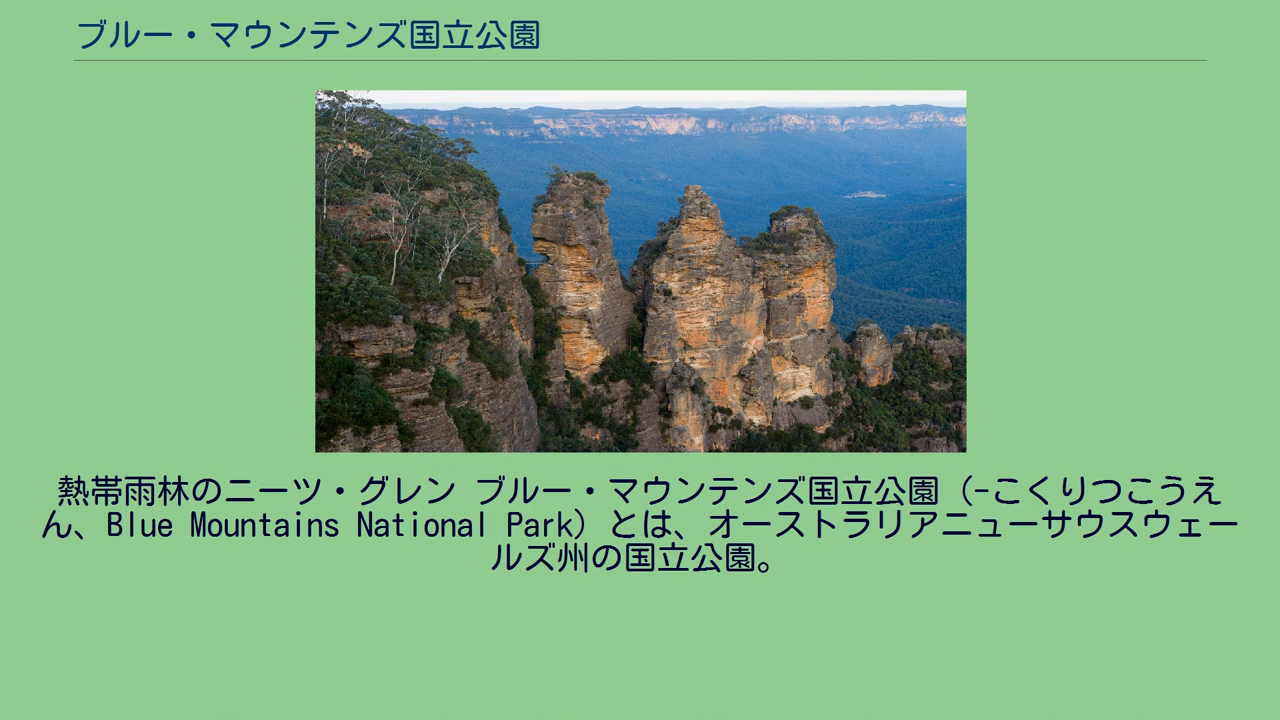 ブルー・マウンテンズ国立公園
熱帯雨林のニーツ・グレン ブルー・マウンテンズ国立公園（-こくりつこうえ
ん、Blue Mountains National Park）とは、オーストラリアニューサウスウェー
ルズ州の国立公園。